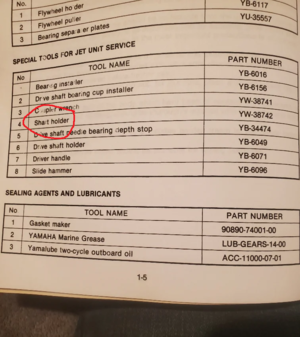 No.
1 Flywheel holder YB-6117
2 Flywheel puller YU-35557
3 Bearing separater plates
SPECIAL TOOLS FOR JET UNIT SERVICE
No TOOL NAME PART NUMBER
Bearing installer YB-6016
2 Drive shaft bearing cup installer YB-6156
3 wrench YW-38741
4 Shaft holder YW-38742
5 Drive shaft needle bearing depth stop YB-34474
6 Drive shaft holder YB-6049
7 Driver handle YB-6071
8 Slide hammer YB-6096
SEALING AGENTS AND LUBRICANTS
No TOOL NAME PART NUMBER
1 Gasket maker 90890-74001-00
2 YAMAHA Marine Grease LUB-GEARS-14-00
3 Yamalube two-cycle outboard oil ACC-11000-07-01
1-5